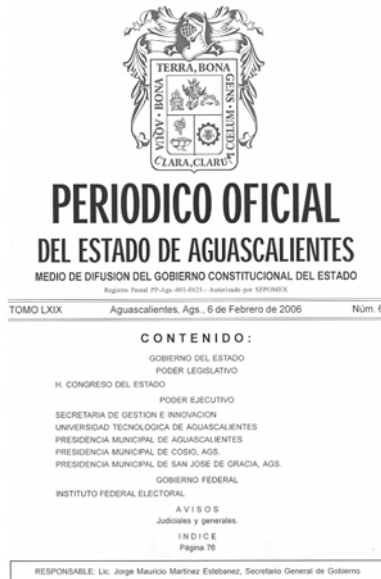 TERRA, BONA
BONA
AQUA
GENS
COELUM
CLARA, CLARUM
PERIODICO OFICIAL
DEL ESTADO DE AGUASCALIENTES
MEDIO DE DIFUSION DEL GOBIERNO CONSTITUCIONAL DEL ESTADO
Registro Postal PP-Ags.-001-0125.- Autorizado por SEPOMEX
TOMO LXIX Aguascalientes, Ags., 6 de Febrero de 2006 Núm. 6
CONTENIDO:
GOBIERNO DEL ESTADO
PODER LEGISLATIVO
H. CONGRESO DEL ESTADO
PODER EJECUTIVO
SECRETARIA DE GESTION E INNOVACION
UNIVERSIDAD TECNOLOGICA DE AGUASCALIENTES
PRESIDENCIA MUNICIPAL DE AGUASCALIENTES
PRESIDENCIA MUNICIPAL DE COSIO, AGS.
PRESIDENCIA MUNICIPAL DE SAN JOSE DE GRACIA, AGS.
GOBIERNO FEDERAL
INSTITUTO FEDERAL ELECTORAL
AVISOS
Judiciales y generales.
INDICE
Página 76
RESPONSABLE: Lic. Jorge Mauricio Martínez Estebanez, Secretario General de Gobierno